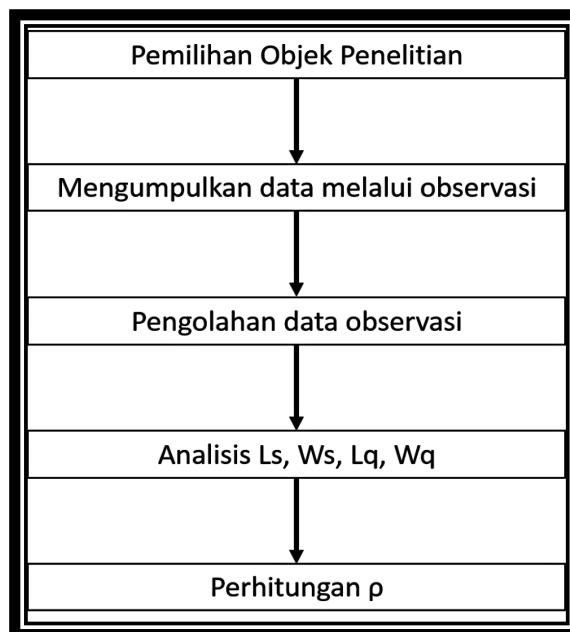 Pemilihan Objek Penelitian
Mengumpulkan data melalui observasi
Pengolahan data observasi
Analisis Ls, Ws, Lq, Wq
Perhitungan ρ